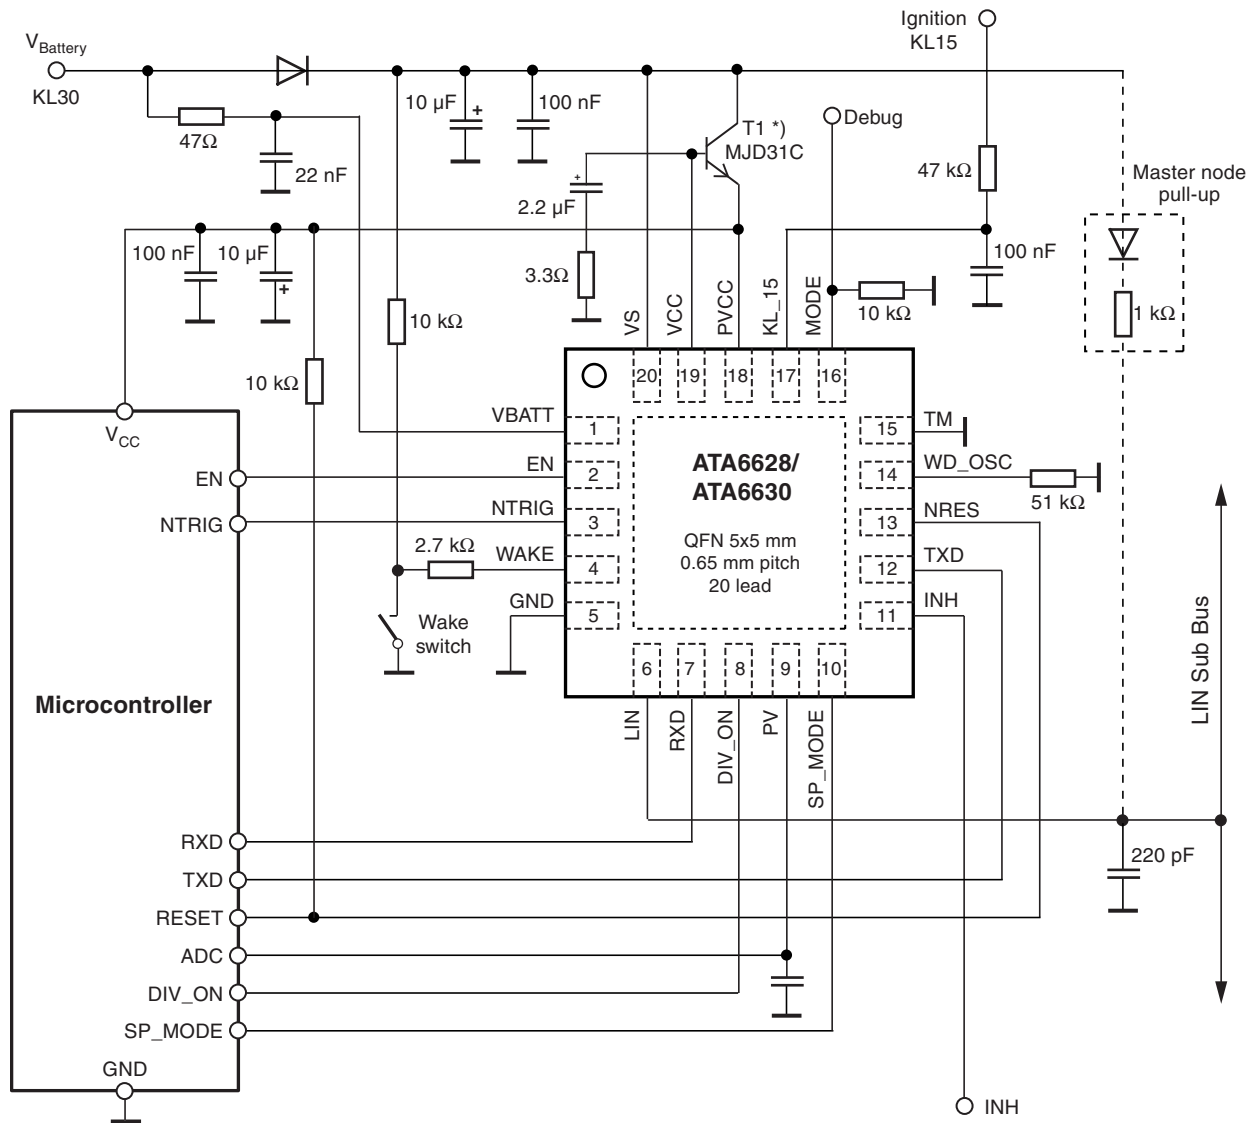 Ignition
KL15
VBattery
KL30
47Ω
22 nF
10 µF
+
100 nF
T1 *)
MJD31C
Debug
47 kΩ
Master node
pull-up
+
2.2 µF
3.3Ω
100 nF
10 µF
+
100 nF
10 kΩ
1 kΩ
10 kΩ
10 kΩ
VS
VCC
PVCC
KL_15
MODE
20
19
18
17
16
VCC
VBATT
1
15
TM
EN
EN
2
14
WD_OSC
51 kΩ
NTRIG
NTRIG
3
13
NRES
2.7 kΩ
WAKE
4
12
TXD
GND
5
11
INH
ATA6628/
ATA6630
QFN 5x5 mm
0.65 mm pitch
20 lead
Wake
switch
6
7
8
9
10
LIN
RXD
DIV_ON
PV
SP_MODE
LIN Sub Bus
Microcontroller
RXD
TXD
RESET
ADC
DIV_ON
SP_MODE
GND
220 pF
INH